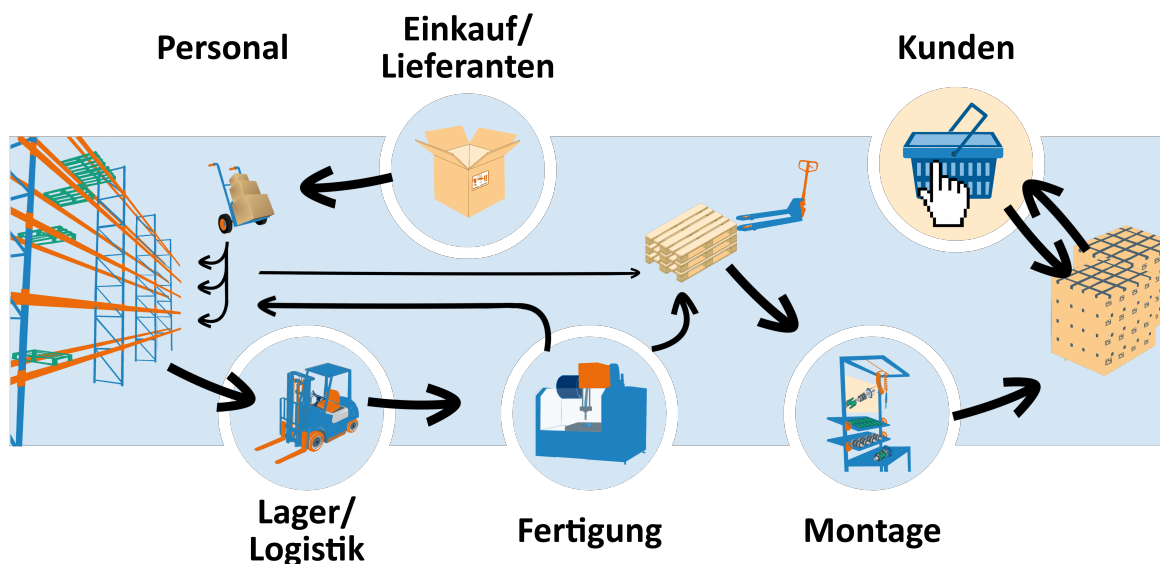 Personal
Einkauf/
Lieferanten
Kunden
Lager/
Logistik
Fertigung
Montage